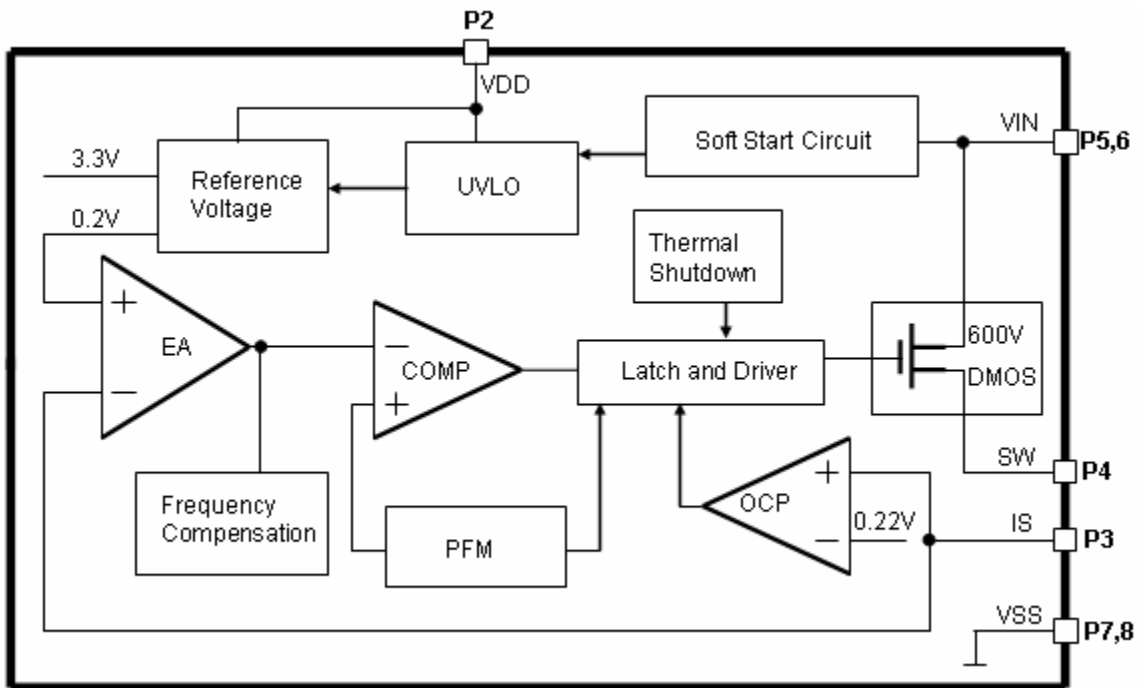 P2
VDD
Soft Start Circuit
VIN
P5,6
3.3V
Reference
Voltage
UVLO
0.2V
Thermal
Shutdown
+
EA
−
−
COMP
+
Latch and Driver
600V
DMOS
SW
P4
Frequency
Compensation
PFM
+
OCP
0.22V
−
IS
P3
VSS
P7,8